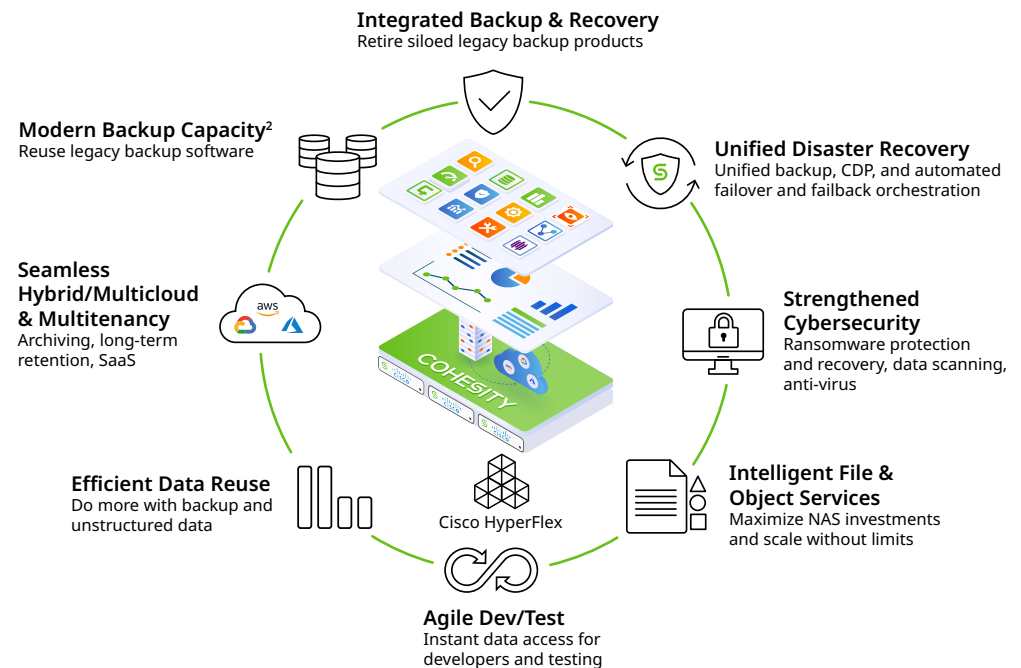 Integrated Backup & Recovery
Retire siloed legacy backup products
Modern Backup Capacity²
Reuse legacy backup software
Unified Disaster Recovery
Unified backup, CDP, and automated
failover and failback orchestration
Seamless
Hybrid/Multicloud
& Multitenancy
Archiving, long-term
retention, SaaS
aws
Strengthened
Cybersecurity
Ransomware protection
and recovery, data scanning,
anti-virus
COHESITY
CISCO
CISCO
CISCO
Efficient Data Reuse
Do more with backup and
unstructured data
Cisco HyperFlex
Intelligent File &
Object Services
Maximize NAS investments
and scale without limits
Agile Dev/Test
Instant data access for
developers and testing